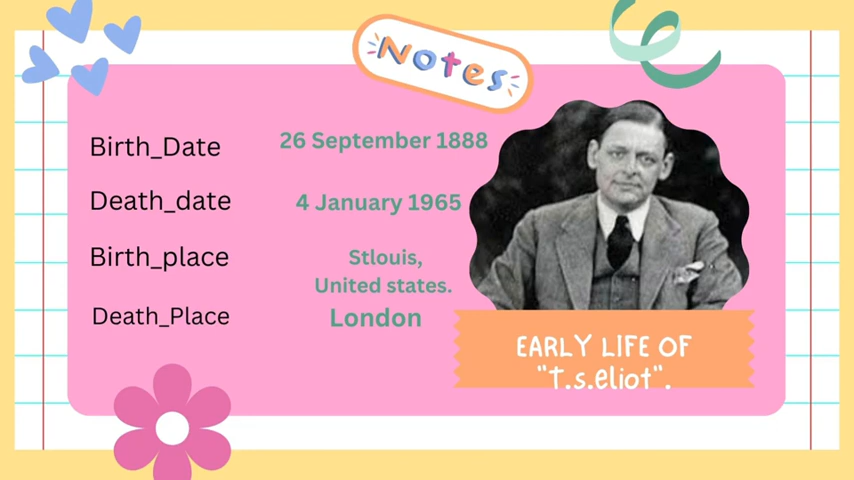 Notes
Birth_Date 26 September 1888
Death_date 4 January 1965
Birth_place Stlouis,
United states.
Death_Place London
EARLY LIFE OF
"T.s.eliot".